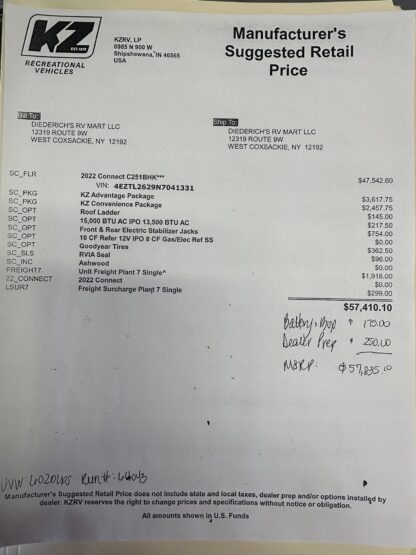 KZ
EST. 1972
RECREATIONAL
VEHICLES
KZRV, LP
0985 N 900 W
Shipshewana, IN 46565
USA
Manufacturer's
Suggested Retail
Price
Bill To:
DIEDERICH'S RV MART LLC
12319 ROUTE 9W
WEST COXSACKIE, NY 12192
Ship To:
DIEDERICH'S RV MART LLC
12319 ROUTE 9W
WEST COXSACKIE, NY 12192
SC_FLR 2022 Connect C251BHK*** $47,542.60
VIN: 4EZTL2629N7041331
SC_PKG KZ Advantage Package $3,617.75
SC_PKG KZ Convenience Package $2,457.75
SC_OPT Roof Ladder $145.00
SC_OPT 15,000 BTU AC IPO 13,500 BTU AC $217.50
SC_OPT Front & Rear Electric Stabilizer Jacks $754.00
SC_OPT 10 CF Refer 12V IPO 8 CF Gas/Elec Ref SS $0.00
SC_OPT Goodyear Tires $362.50
SC_SLS RVIA Seal $96.00
SC_INC Ashwood $0.00
FREIGHT7 Unit Freight Plant 7 Single^ $1,918.00
22_CONNECT 2022 Connect $0.00
LSUR7 Freight Surcharge Plant 7 Single $299.00
$57,410.10
Battery & Prop $ 175.00
Dealer Prep $ 250.00
MSRP: $57,835.10
UVW 6020LBS Run#:
Manufacturer's Suggested Retail Price does not include state and local taxes, dealer prep and/or options installed by
dealer. KZRV reserves the right to change prices and specifications without notice or obligation.
All amounts shown in U.S. Funds